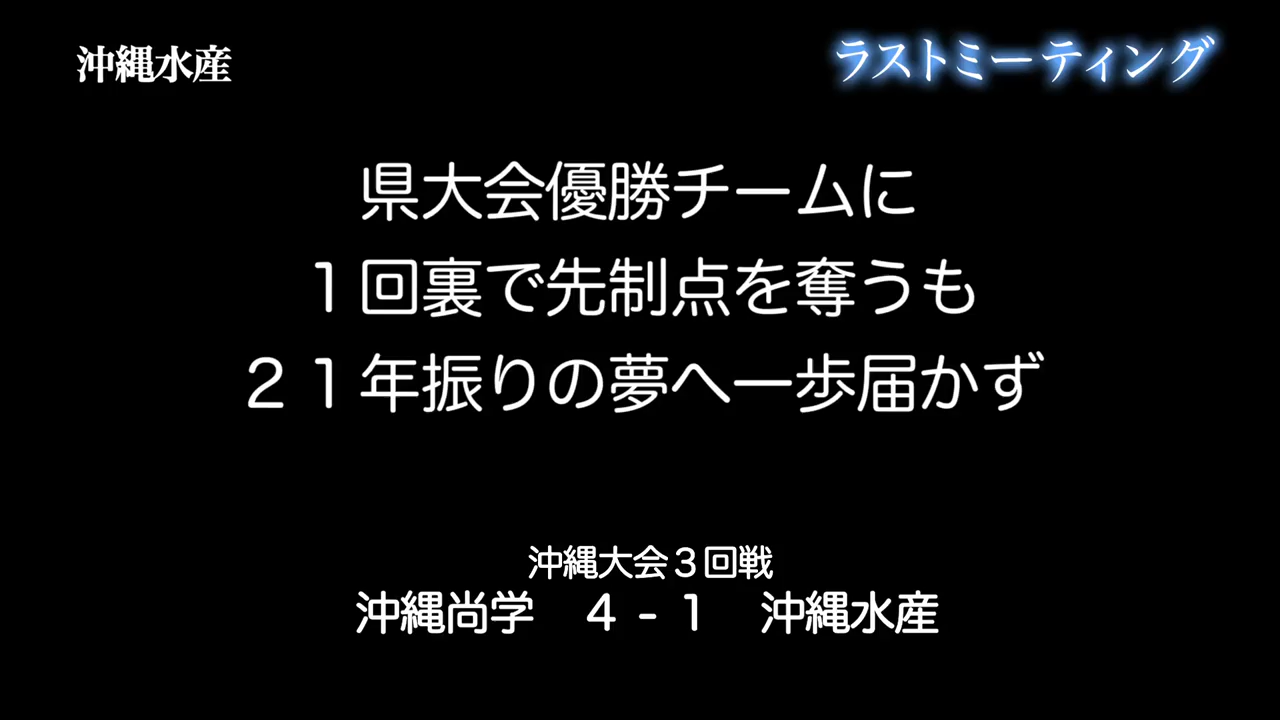 沖縄水産
ラストミーティング
県大会優勝チームに
１回裏で先制点を奪うも
２１年振りの夢へ一歩届かず
沖縄大会３回戦
沖縄尚学　４-１　沖縄水産